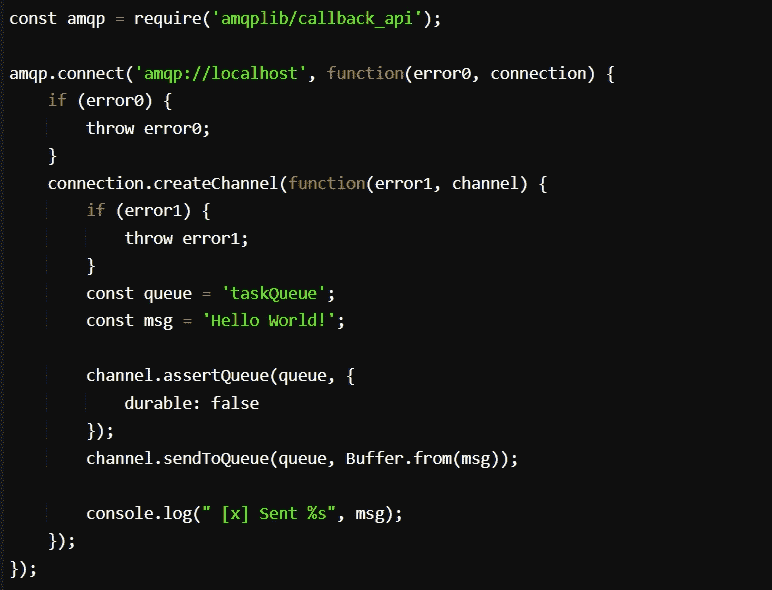 const amqp = require('amqplib/callback_api');

amqp.connect('amqp://localhost', function(error0, connection) {
    if (error0) {
        throw error0;
    }
    connection.createChannel(function(error1, channel) {
        if (error1) {
            throw error1;
        }
        const queue = 'taskQueue';
        const msg = 'Hello World!';

        channel.assertQueue(queue, {
            durable: false
        });
        channel.sendToQueue(queue, Buffer.from(msg));

        console.log(" [x] Sent %s", msg);
    });
});